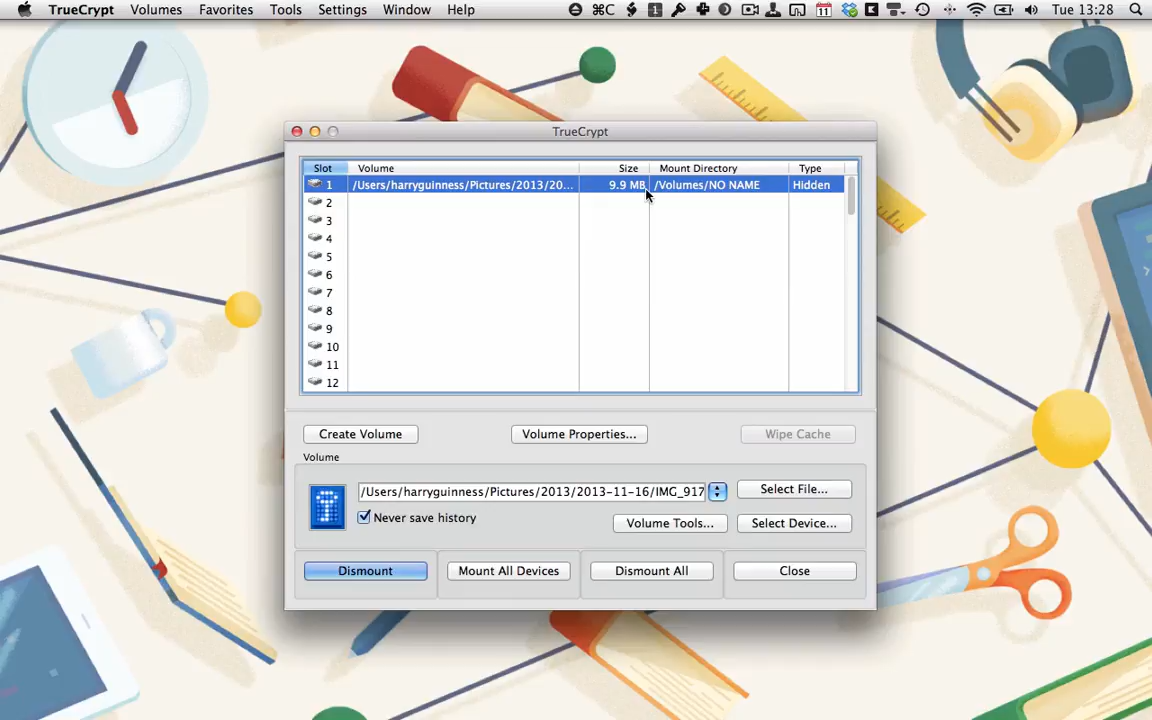 TrueCrypt Volumes Favorites Tools Settings Window Help ⌘C 1 11 Tue 13:28
TrueCrypt
Slot Volume Size Mount Directory Type
1 /Users/harryguinness/Pictures/2013/20... 9.9 MB /Volumes/NO NAME Hidden
2
3
4
5
6
7
8
9
10
11
12
Create Volume Volume Properties... Wipe Cache
Volume
/Users/harryguinness/Pictures/2013/2013-11-16/IMG_917 Select File...
Never save history Volume Tools... Select Device...
Dismount Mount All Devices Dismount All Close